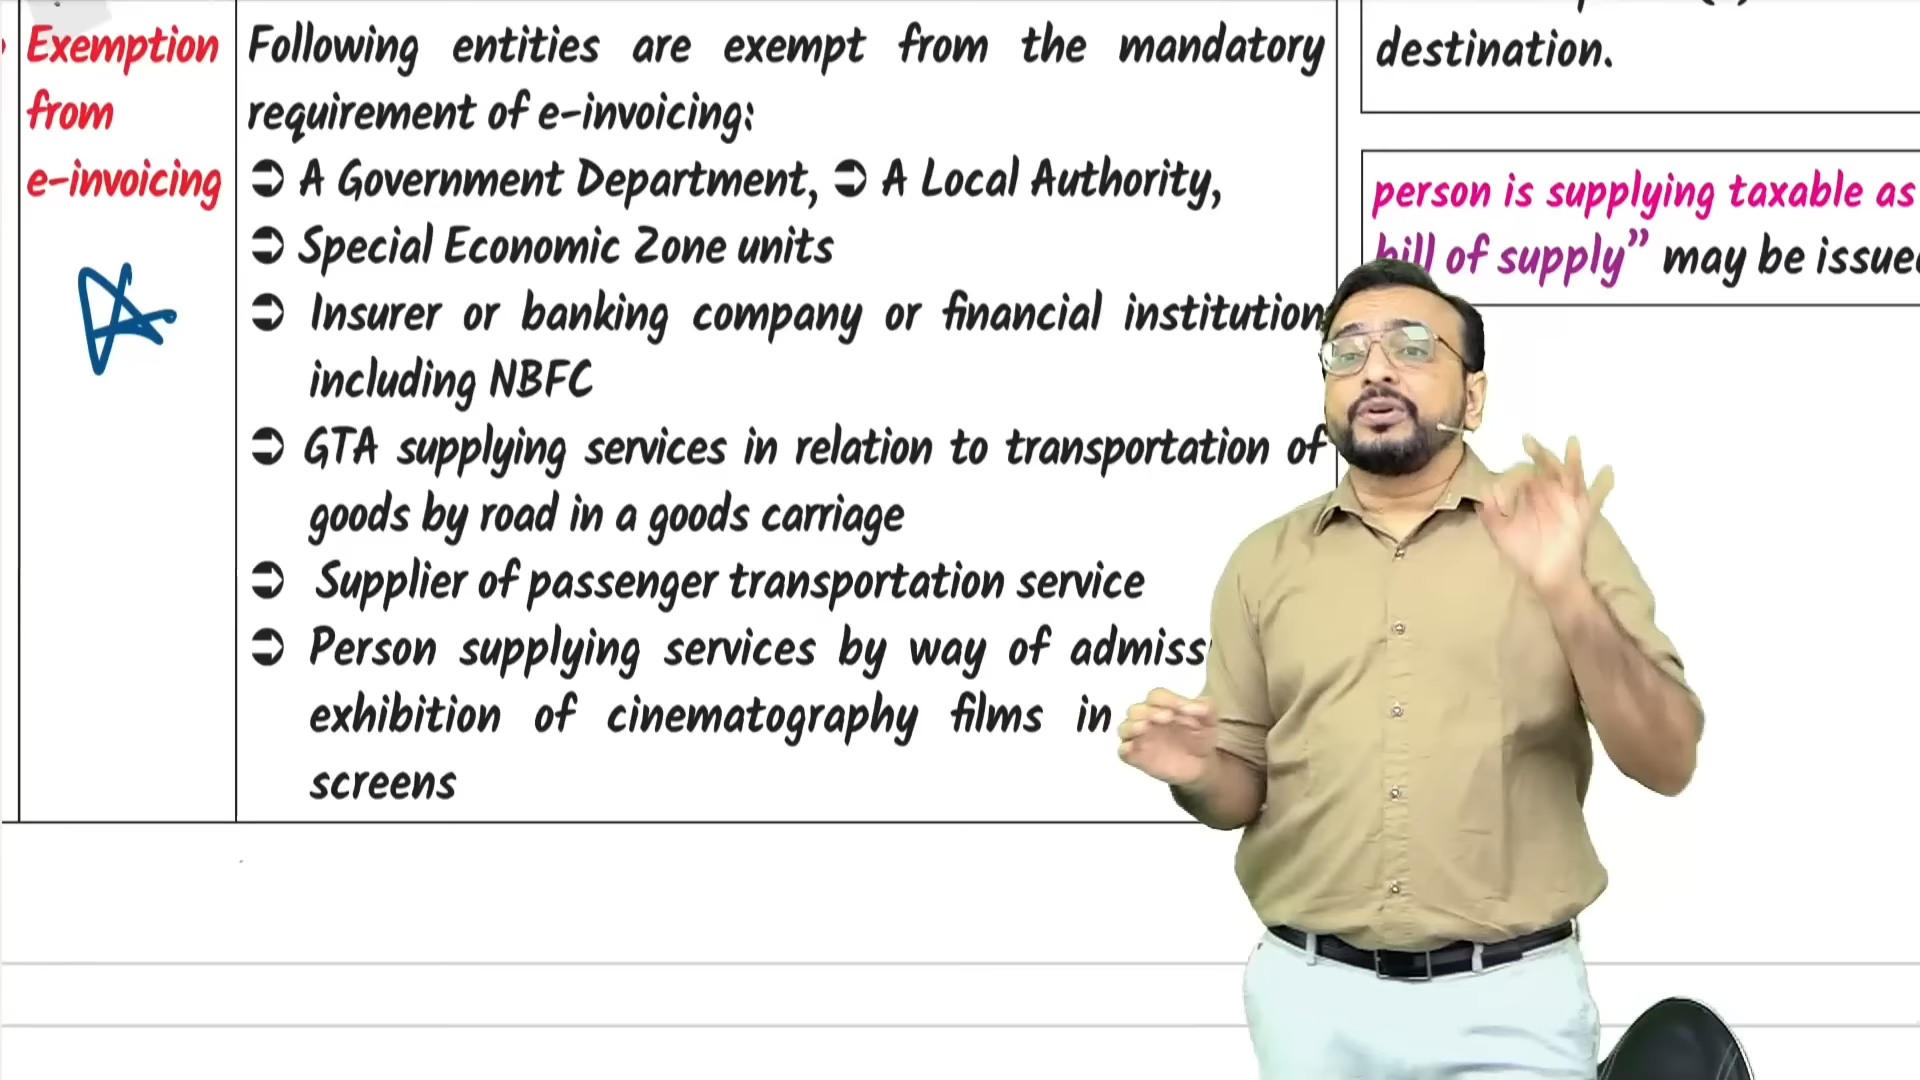 Exemption
from
e-invoicing
Following entities are exempt from the mandatory
requirement of e-invoicing:
➲ A Government Department, ➲ A Local Authority,
➲ Special Economic Zone units
➲ Insurer or banking company or financial institution
including NBFC
➲ GTA supplying services in relation to transportation of
goods by road in a goods carriage
➲ Supplier of passenger transportation service
➲ Person supplying services by way of
exhibition of cinematography films in
screens
destination.
person is supplying taxable as
bill of supply” may be